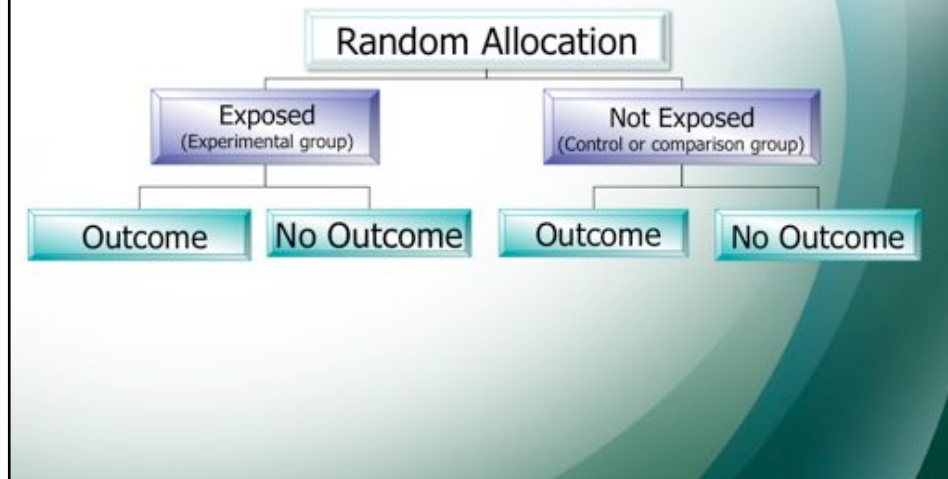 Random Allocation
Exposed
(Experimental group)
Not Exposed
(Control or comparison group)
Outcome
No Outcome
Outcome
No Outcome